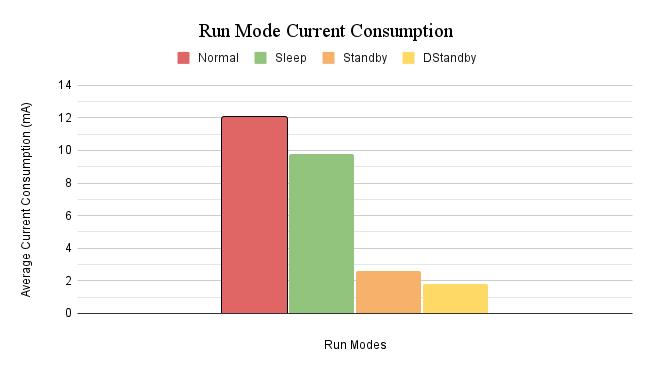 Run Mode Current Consumption
Normal Sleep Standby DStandby
Average Current Consumption (mA)
14
12
10
8
6
4
2
0
Run Modes